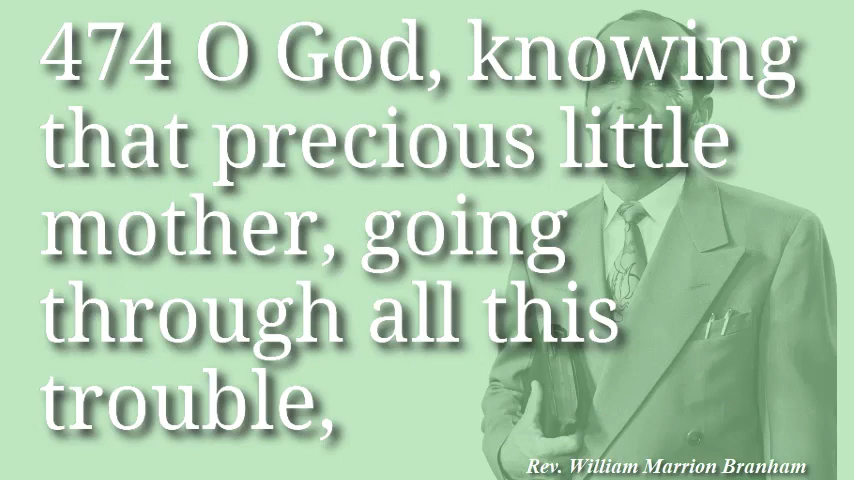 474 O God, knowing
that precious little
mother, going
through all this
trouble,
Rev. William Marrion Branham